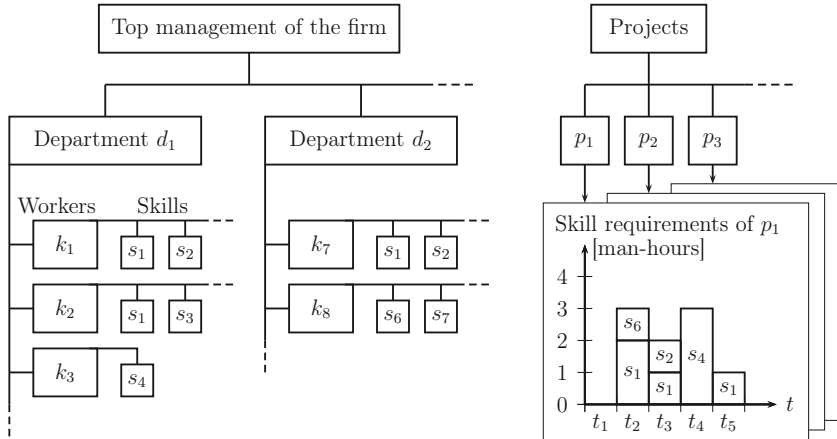 Top management of the firm
Projects
Department d₁
Department d₂
p₁
p₂
p₃
Workers
Skills
k₁
s₁
s₂
k₂
s₁
s₃
k₃
s₄
k₇
s₁
s₂
k₈
s₆
s₇
Skill requirements of p₁
[man-hours]
4
3
2
1
0
s₆
s₁
s₂
s₁
s₄
s₁
t₁
t₂
t₃
t₄
t₅
t